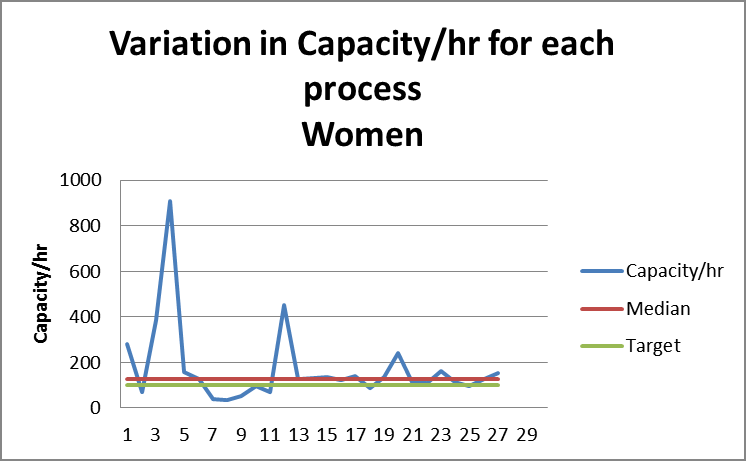 Variation in Capacity/hr for each
process
Women
Capacity/hr
1000
800
600
400
200
0
1 3 5 7 9 11 13 15 17 19 21 23 25 27 29
Capacity/hr
Median
Target